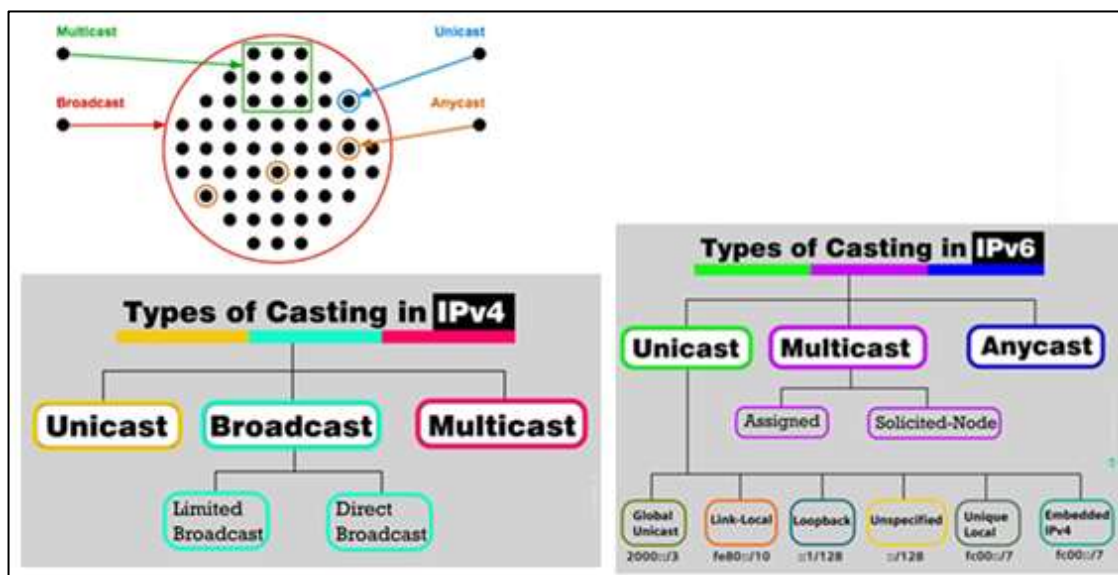 Multicast
Unicast
Broadcast
Anycast
Types of Casting in IPv4
Unicast
Broadcast
Multicast
Limited
Broadcast
Direct
Broadcast
Types of Casting in IPv6
Unicast
Multicast
Anycast
Assigned
Solicited-Node
Global
Unicast
Link-Local
Loopback
Unspecified
Unique
Local
Embedded
IPv4
2000::/3
fe80::/10
::1/128
::/128
fc00::/7
fc00::/7